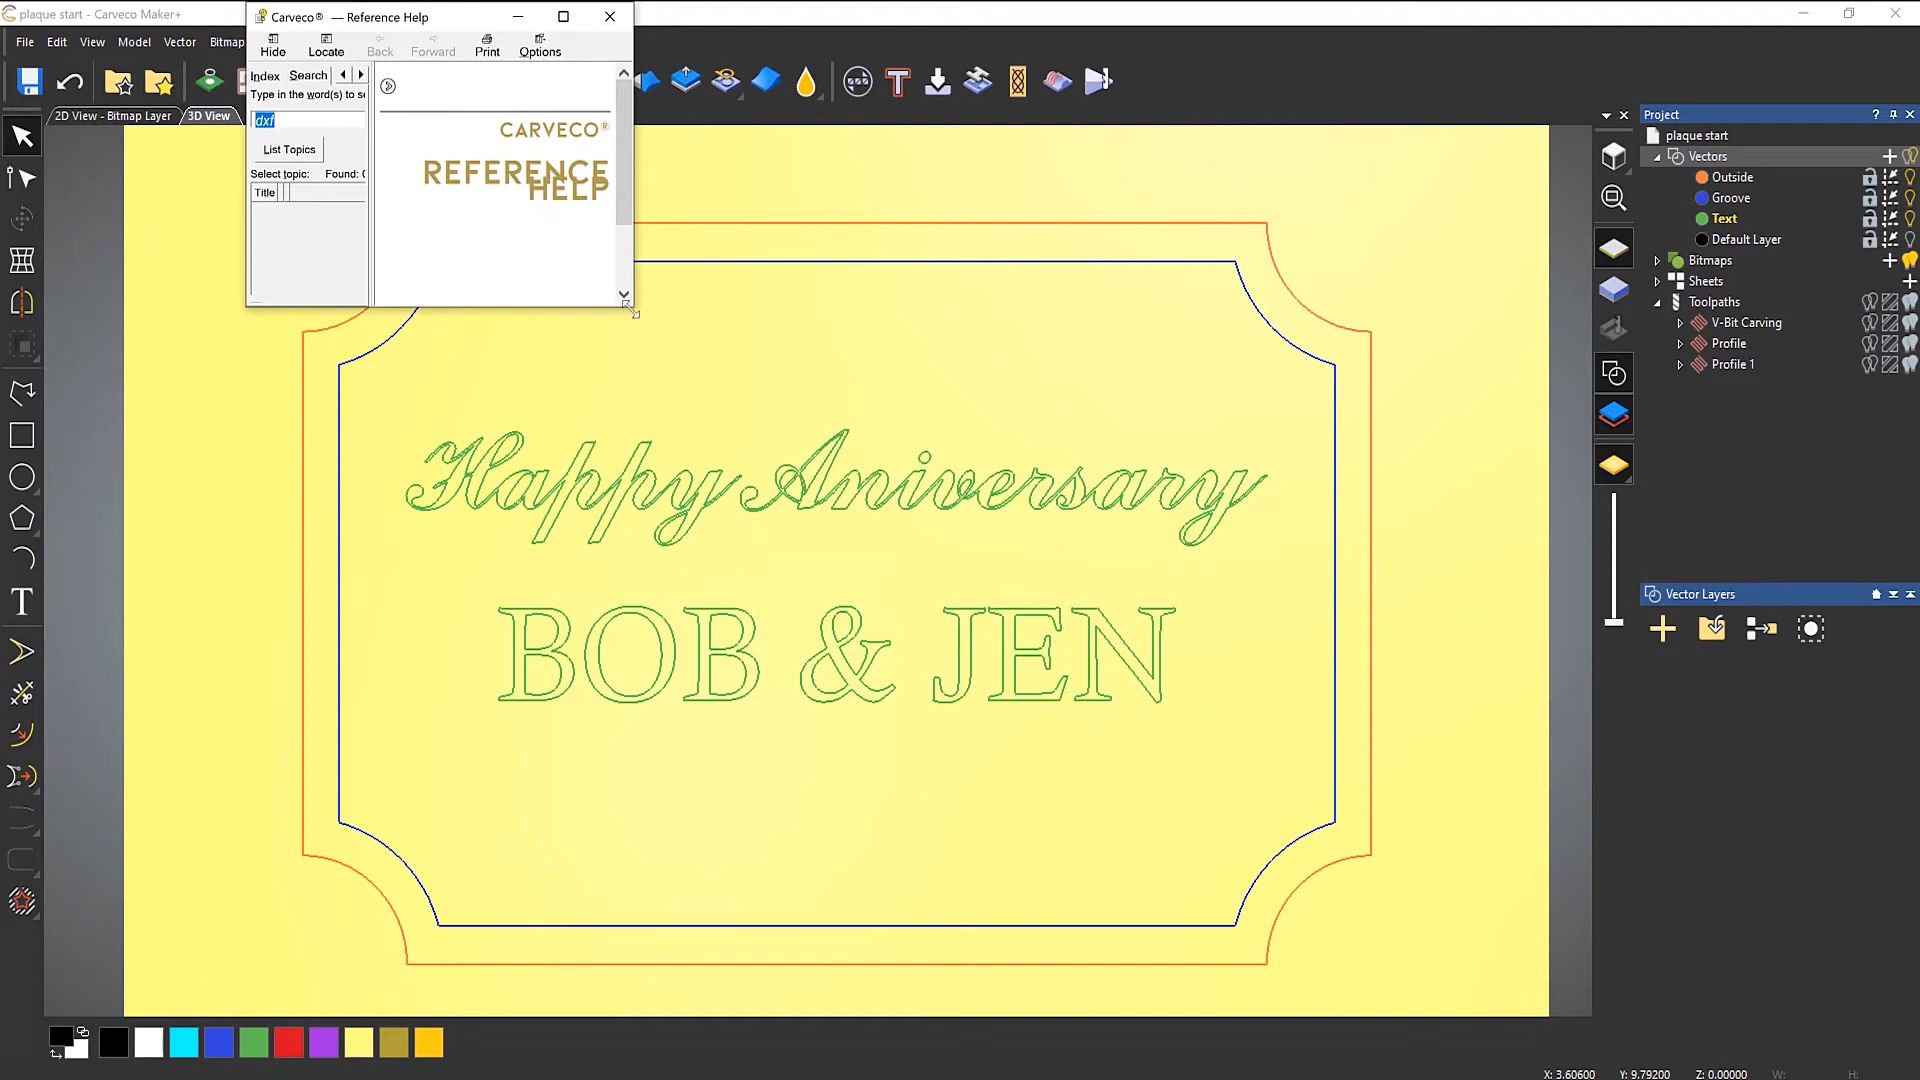 plaque start - Carveco Maker+
Carveco® — Reference Help
File Edit View Model Vector Bitmap
Hide Locate Back Forward Print Options
Index Search
Type in the word(s) to s
dxf
List Topics
Select topic: Found:
Title
CARVECO®
REFERENCE
HELP
2D View - Bitmap Layer 3D View
Happy Aniversary
BOB & JEN
Project
plaque start
Vectors
Outside
Groove
Text
Default Layer
Bitmaps
Sheets
Toolpaths
V-Bit Carving
Profile
Profile 1
Vector Layers
X: 3.60600 Y: 9.79200 Z: 0.00000 W: H: